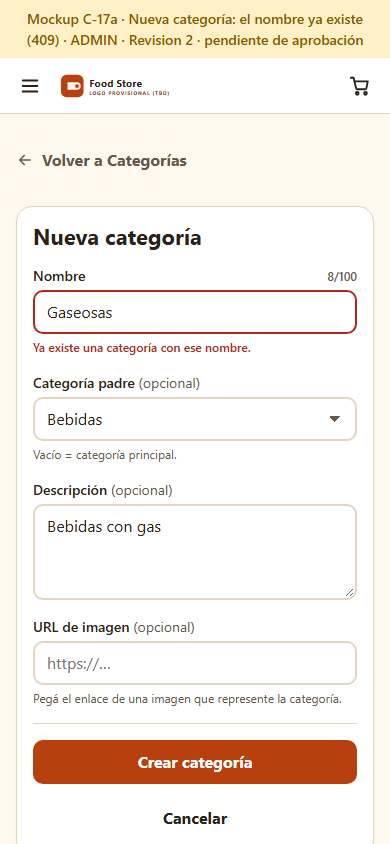 Mockup C-17a · Nueva categoría: el nombre ya existe
(409) · ADMIN · Revision 2 · pendiente de aprobación
Food Store
LOGO PROVISIONAL (TBD)
← Volver a Categorías
Nueva categoría
Nombre 8/100
Gaseosas
Ya existe una categoría con ese nombre.
Categoría padre (opcional)
Bebidas
Vacío = categoría principal.
Descripción (opcional)
Bebidas con gas
URL de imagen (opcional)
https://...
Pegá el enlace de una imagen que represente la categoría.
Crear categoría
Cancelar